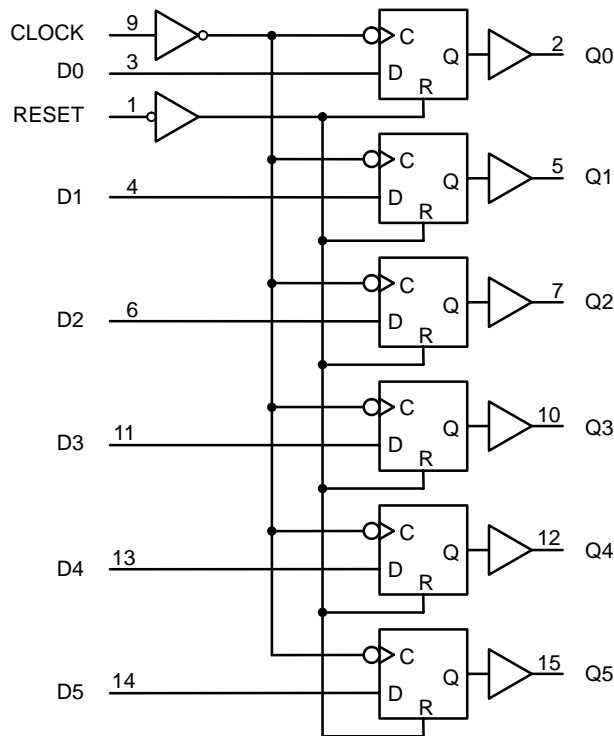 CLOCK 9 C Q 2 Q0
D0 3 D
R
RESET 1
C Q 5 Q1
D1 4 D
R
C Q 7 Q2
D2 6 D
R
C Q 10 Q3
D3 11 D
R
C Q 12 Q4
D4 13 D
R
C Q 15 Q5
D5 14 D
R